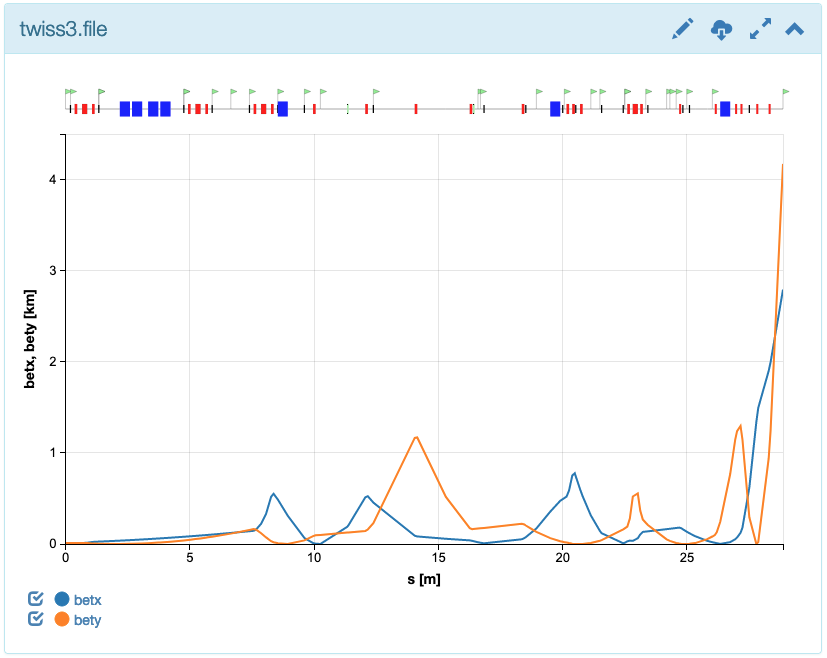 twiss3.file
betx, bety [km]
4
3
2
1
0
0 5 10 15 20 25
s [m]
betx
bety